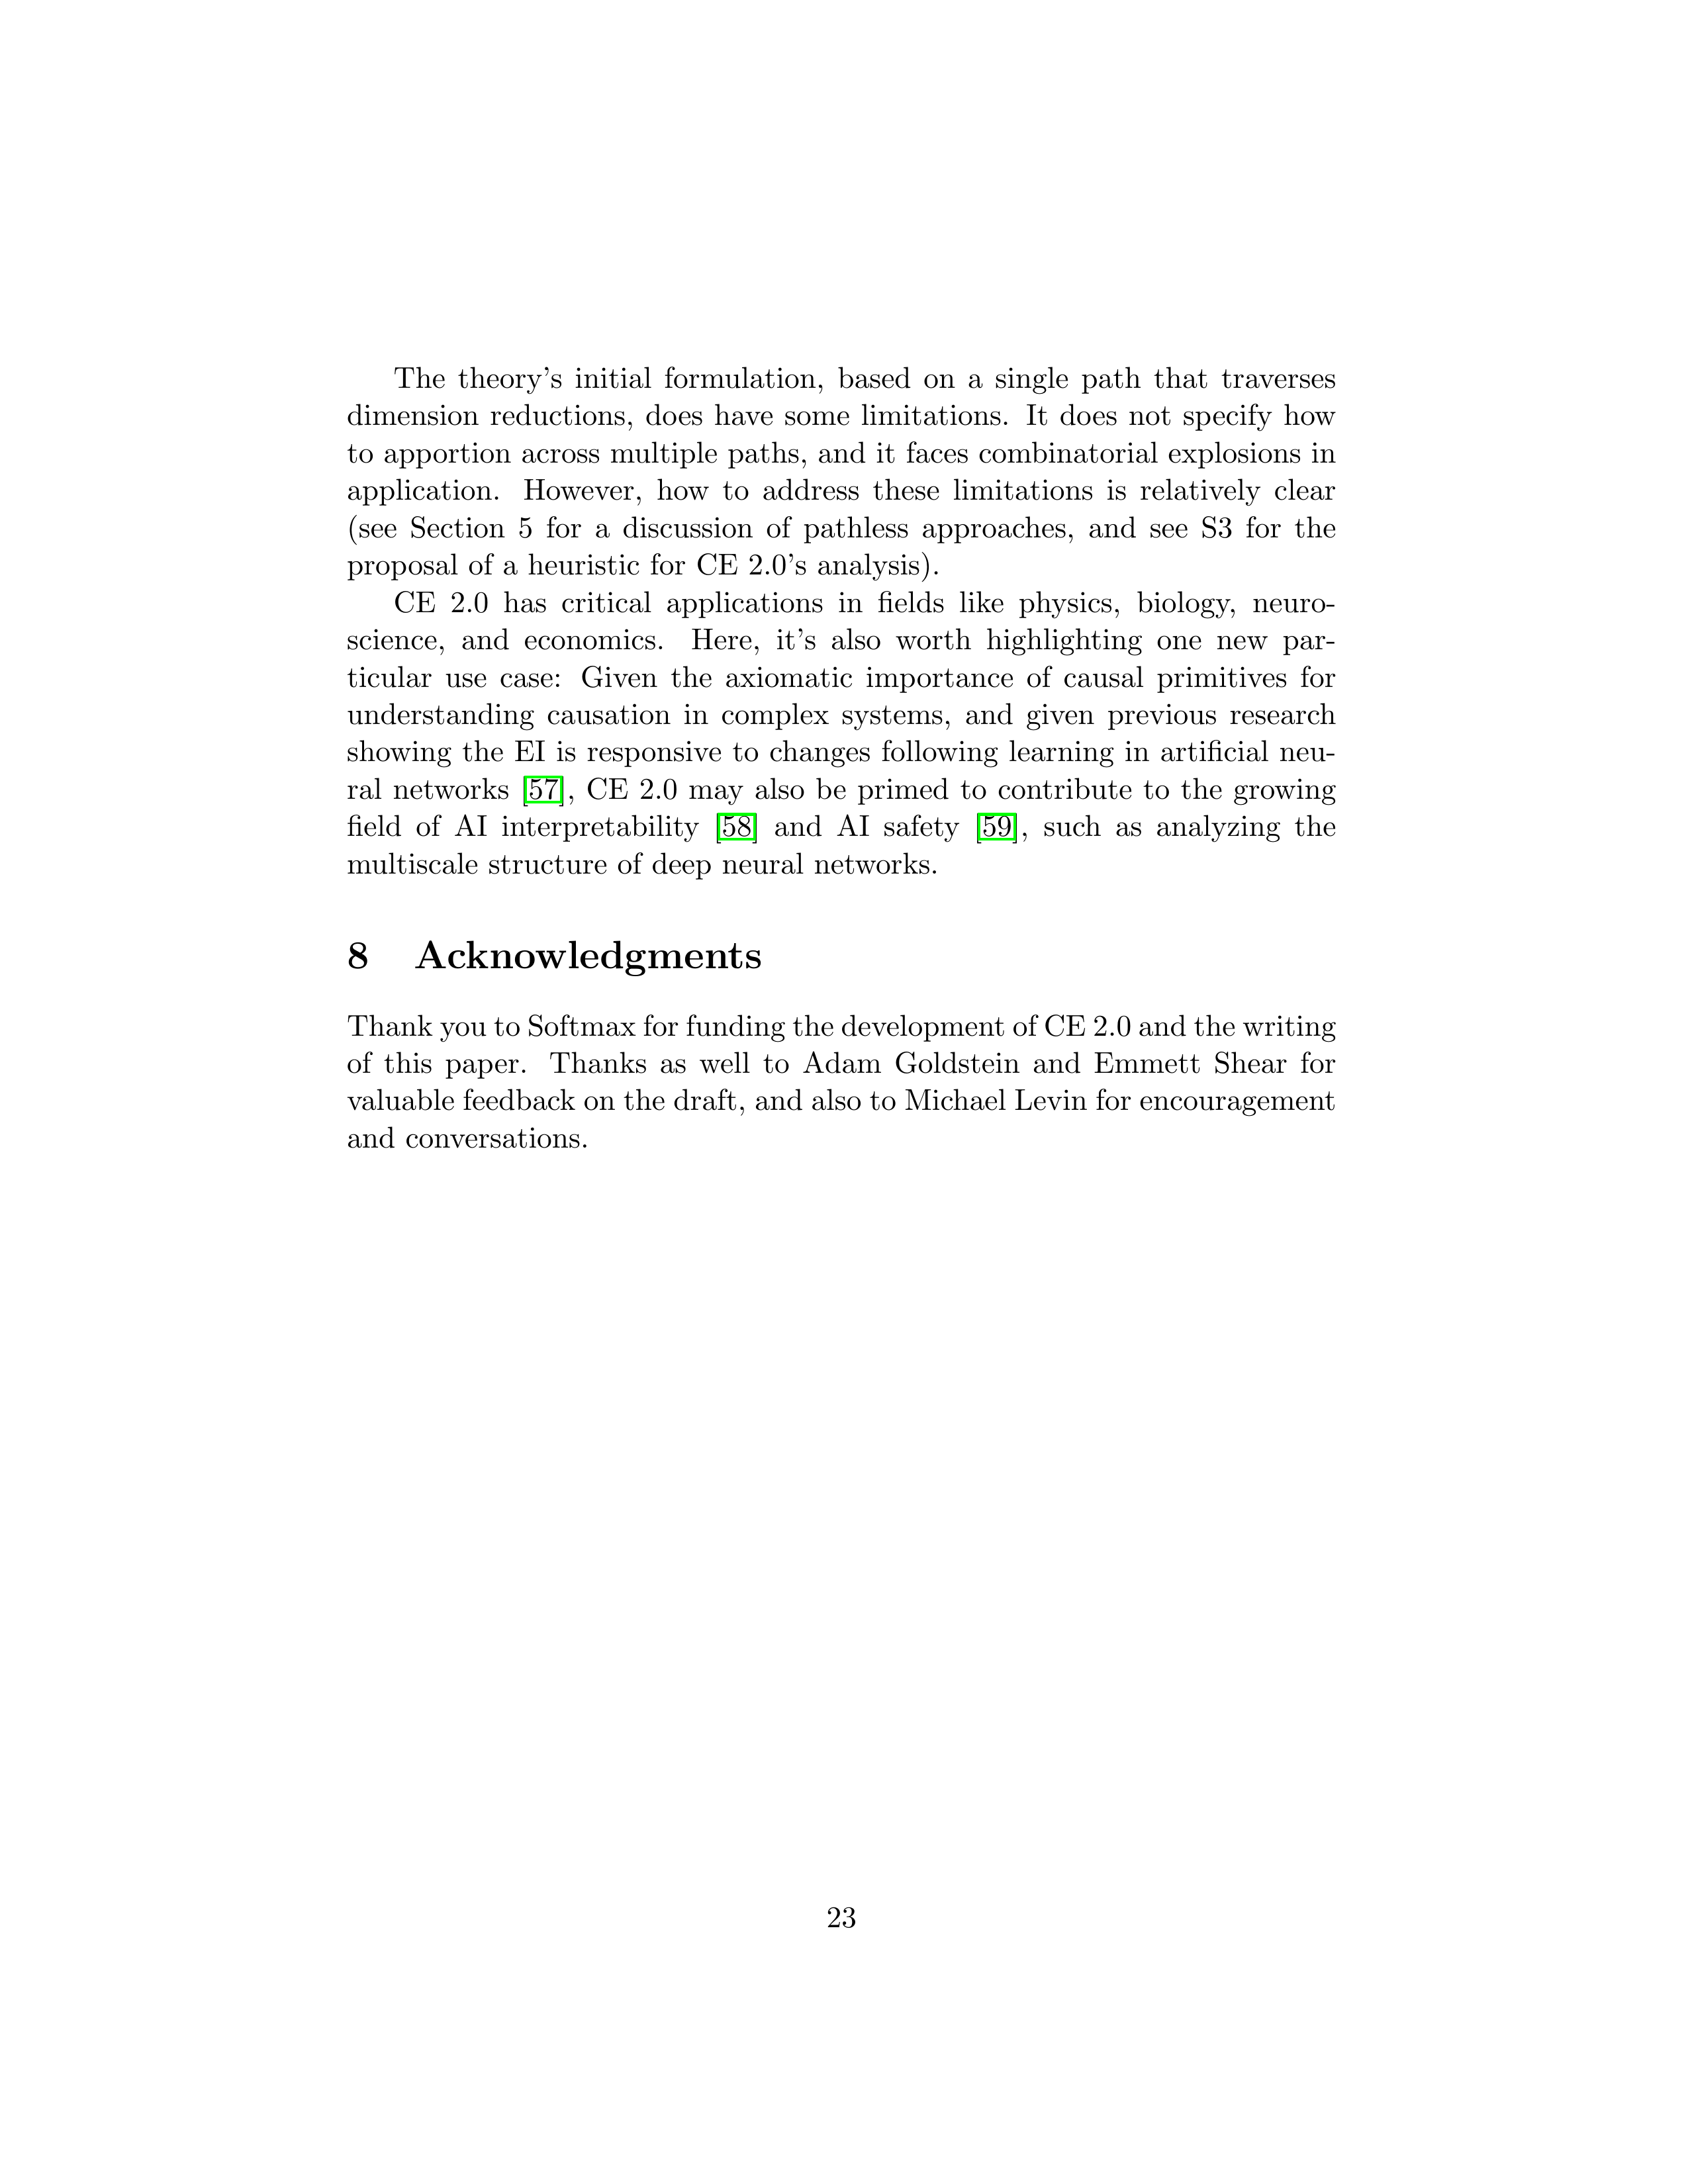 The theory's initial formulation, based on a single path that traverses
dimension reductions, does have some limitations. It does not specify how
to apportion across multiple paths, and it faces combinatorial explosions in
application. However, how to address these limitations is relatively clear
(see Section 5 for a discussion of pathless approaches, and see S3 for the
proposal of a heuristic for CE 2.0's analysis).
CE 2.0 has critical applications in fields like physics, biology, neuro-
science, and economics. Here, it's also worth highlighting one new par-
ticular use case: Given the axiomatic importance of causal primitives for
understanding causation in complex systems, and given previous research
showing the EI is responsive to changes following learning in artificial neu-
ral networks [57], CE 2.0 may also be primed to contribute to the growing
field of AI interpretability [58] and AI safety [59], such as analyzing the
multiscale structure of deep neural networks.
8 Acknowledgments
Thank you to Softmax for funding the development of CE 2.0 and the writing
of this paper. Thanks as well to Adam Goldstein and Emmett Shear for
valuable feedback on the draft, and also to Michael Levin for encouragement
and conversations.
23